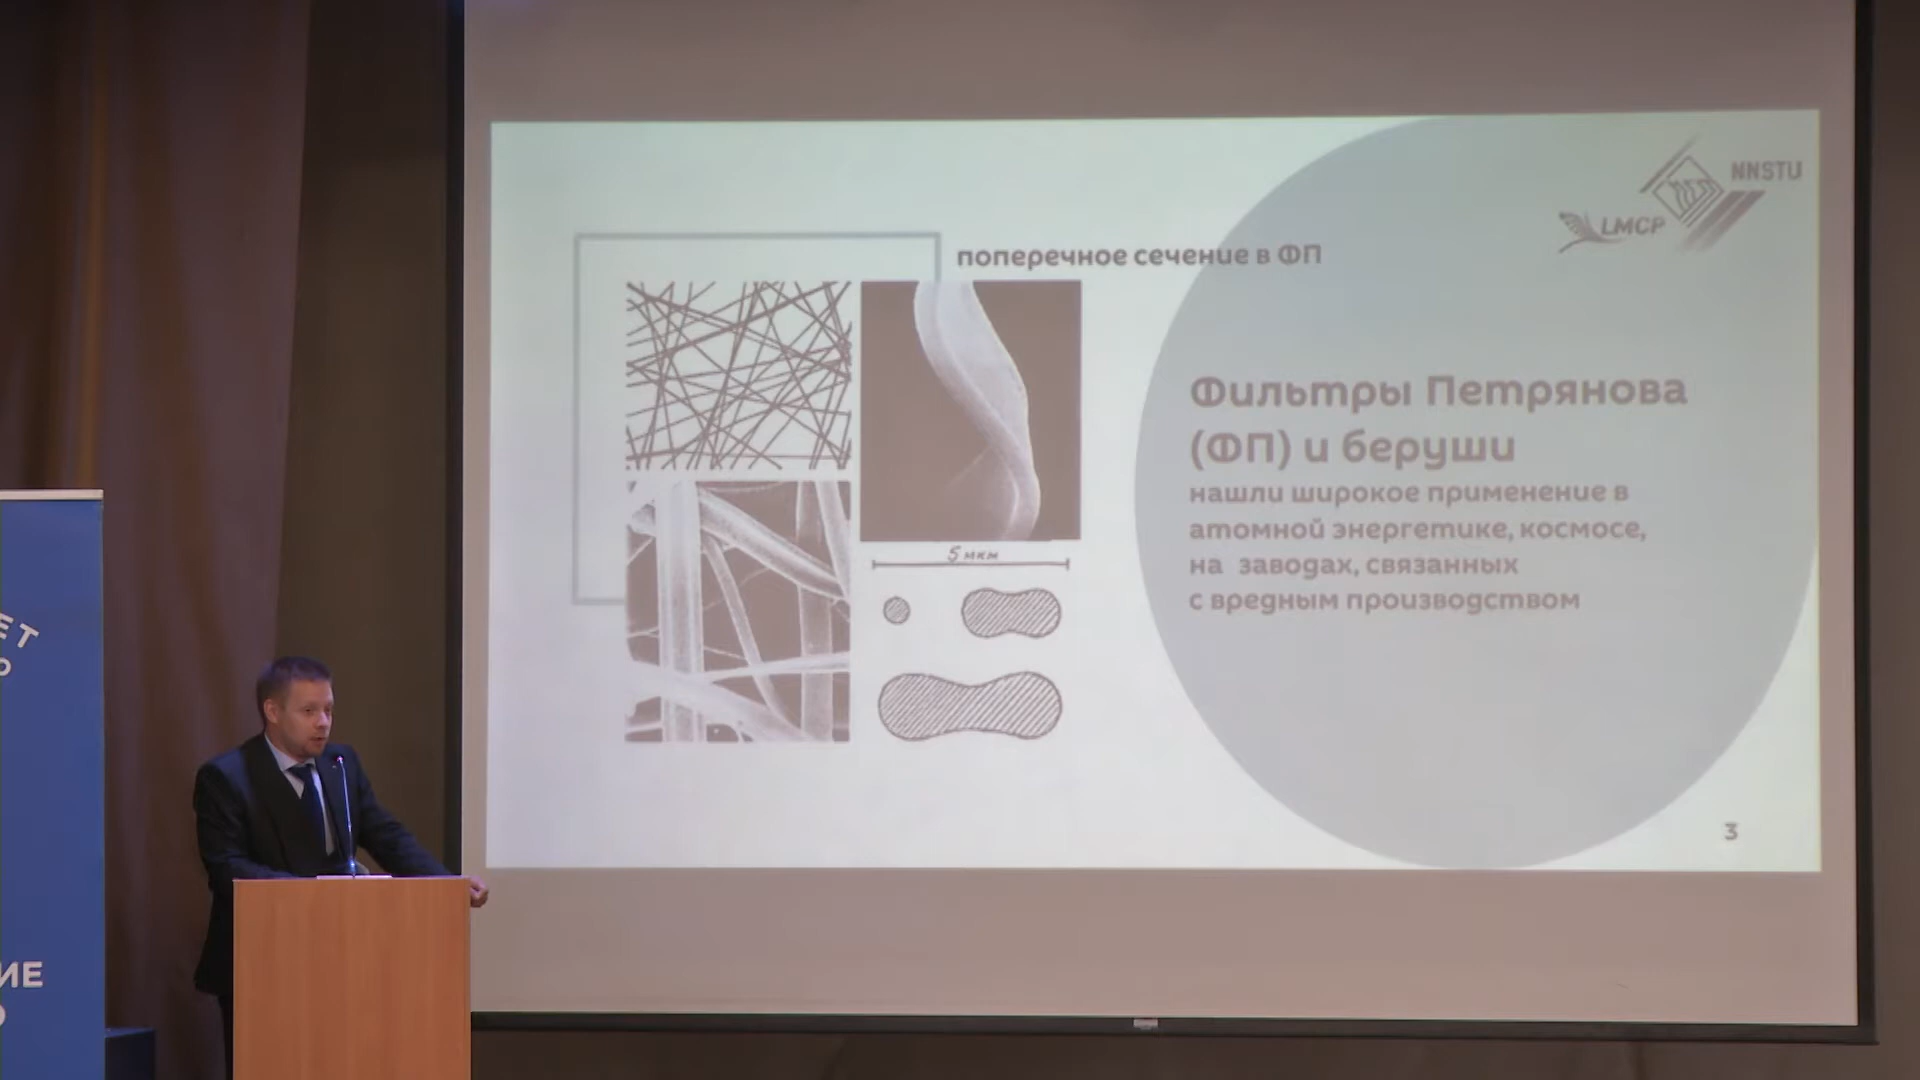 NNSTU
LMCP
поперечное сечение в ФП
5 мкм
Фильтры Петрянова
(ФП) и беруши
нашли широкое применение в
атомной энергетике, космосе,
на заводах, связанных
с вредным производством
3
ЕТ
О
ИЕ
О